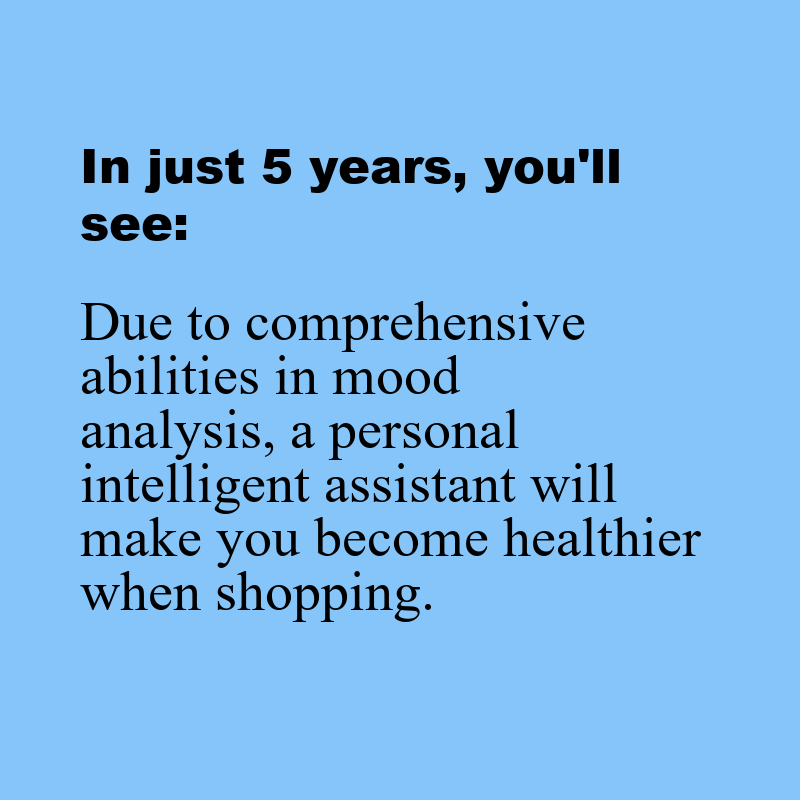 In just 5 years, you'll
see:
Due to comprehensive
abilities in mood
analysis, a personal
intelligent assistant will
make you become healthier
when shopping.